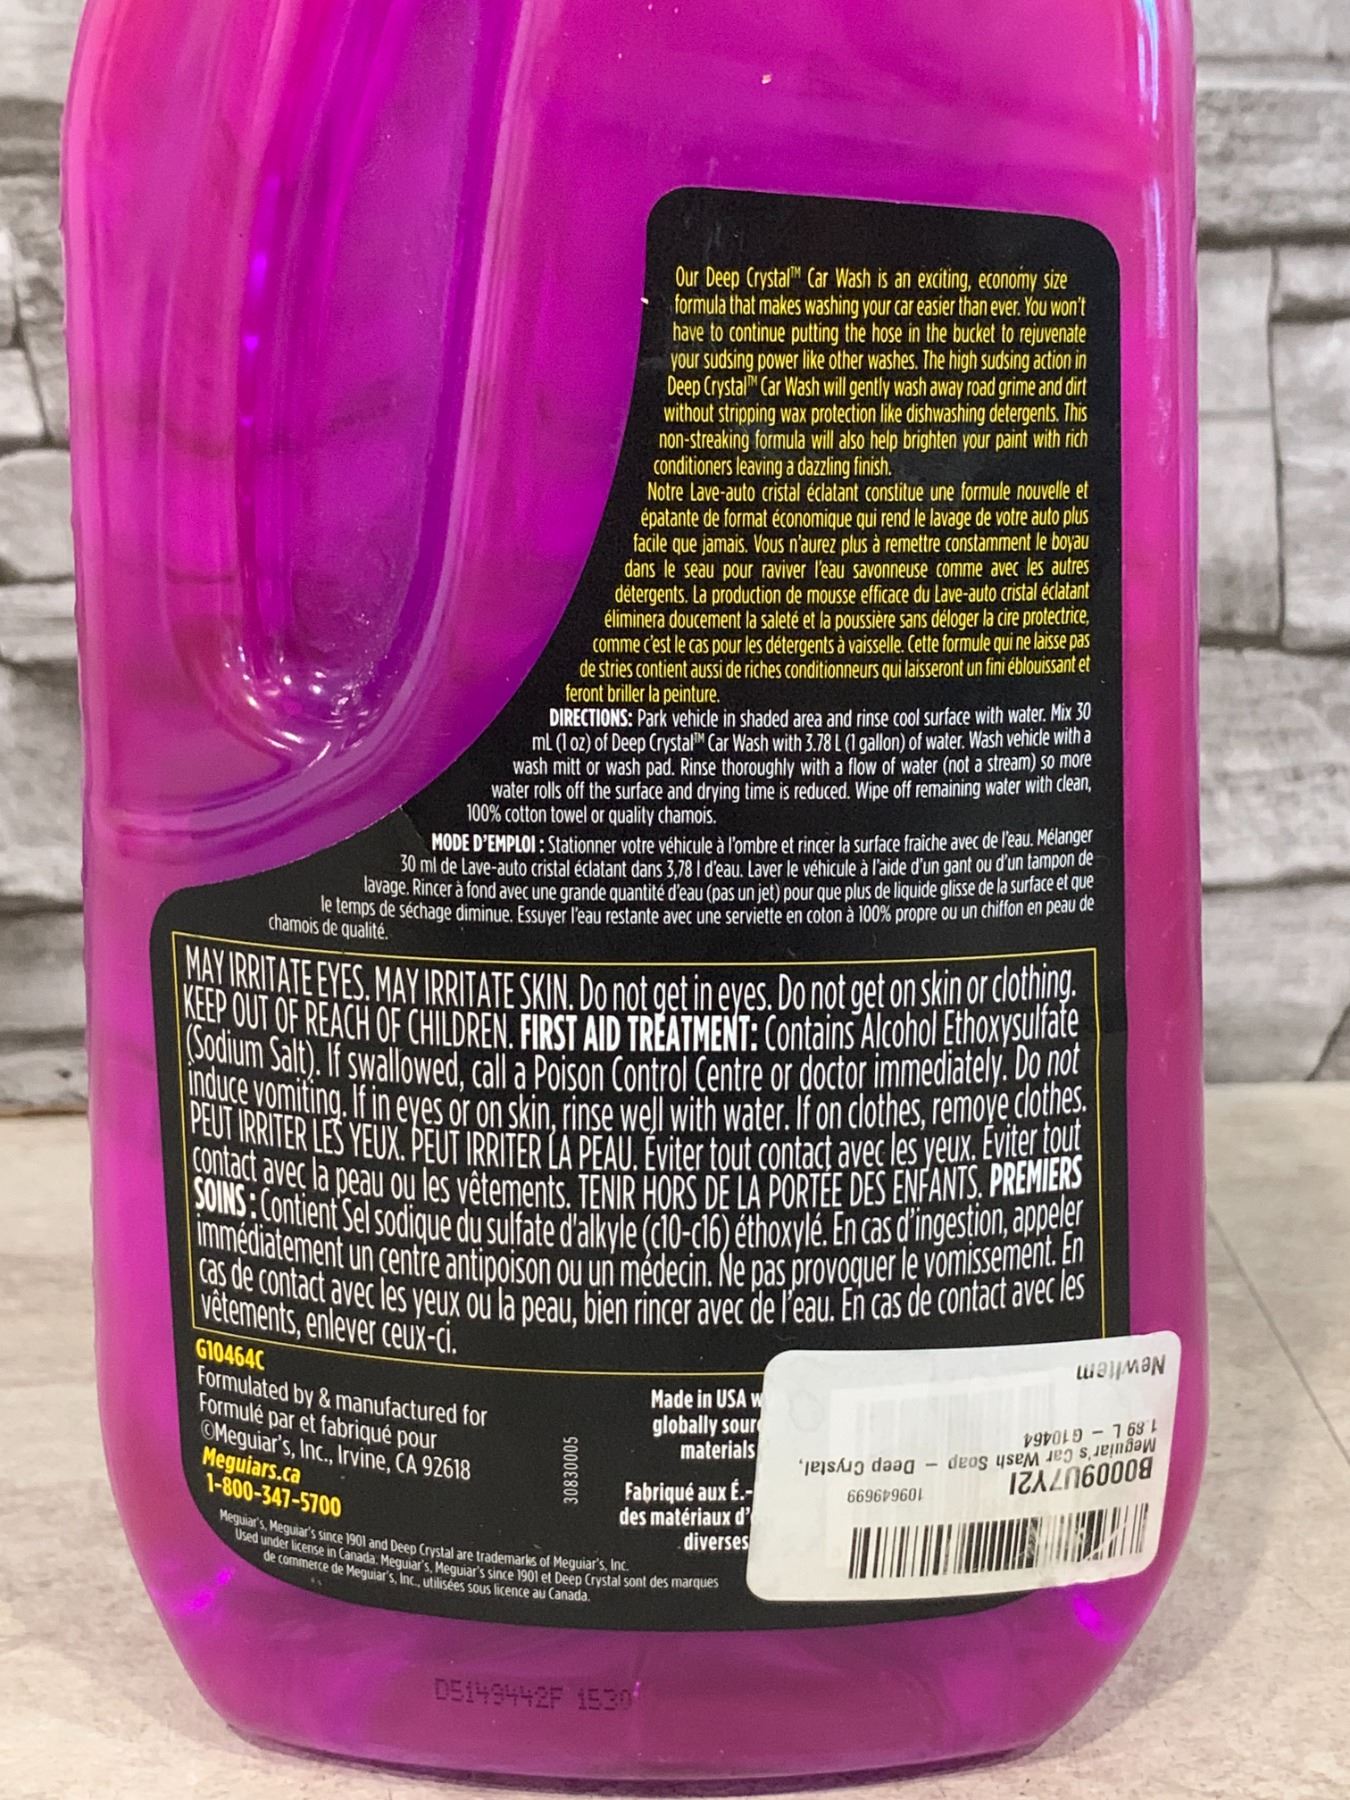 Our Deep Crystal™ Car Wash is an exciting, economy size
formula that makes washing your car easier than ever. You won't
have to continue putting the hose in the bucket to rejuvenate
your sudsing power like other washes. The high sudsing action in
Deep Crystal™ Car Wash will gently wash away road grime and dirt
without stripping wax protection like dishwashing detergents. This
non-streaking formula will also help brighten your paint with rich
conditioners leaving a dazzling finish.
Notre Lave-auto cristal éclatant constitue une formule nouvelle et
épatante de format économique qui rend le lavage de votre auto plus
facile que jamais. Vous n'aurez plus à remettre constamment le boyau
dans le seau pour raviver l'eau savonneuse comme avec les autres
détergents. La production de mousse efficace du Lave-auto cristal éclatant
éliminera doucement la saleté et la poussière sans déloger la cire protectrice,
comme c'est le cas pour les détergents à vaisselle. Cette formule qui ne laisse pas
de stries contient aussi de riches conditionneurs qui laisseront un fini éblouissant et
feront briller la peinture.
DIRECTIONS: Park vehicle in shaded area and rinse cool surface with water. Mix 30
mL (1 oz) of Deep Crystal™ Car Wash with 3.78 L (1 gallon) of water. Wash vehicle with a
wash mitt or wash pad. Rinse thoroughly with a flow of water (not a stream) so more
water rolls off the surface and drying time is reduced. Wipe off remaining water with clean,
100% cotton towel or quality chamois.
MODE D'EMPLOI : Stationner votre véhicule à l'ombre et rincer la surface fraîche avec de l'eau. Mélanger
30 ml de Lave-auto cristal éclatant dans 3,78 l d'eau. Laver le véhicule à l'aide d'un gant ou d'un tampon de
lavage. Rincer à fond avec une grande quantité d'eau (pas un jet) pour que plus de liquide glisse de la surface et que
le temps de séchage diminue. Essuyer l'eau restante avec une serviette en coton à 100% propre ou un chiffon en peau de
chamois de qualité.
MAY IRRITATE EYES. MAY IRRITATE SKIN. Do not get in eyes. Do not get on skin or clothing.
KEEP OUT OF REACH OF CHILDREN. FIRST AID TREATMENT: Contains Alcohol Ethoxysulfate
(Sodium Salt). If swallowed, call a Poison Control Centre or doctor immediately. Do not
induce vomiting. If in eyes or on skin, rinse well with water. If on clothes, remove clothes.
PEUT IRRITER LES YEUX. PEUT IRRITER LA PEAU. Éviter tout contact avec les yeux. Éviter tout
contact avec la peau ou les vêtements. TENIR HORS DE LA PORTÉE DES ENFANTS. PREMIERS
SOINS : Contient Sel sodique du sulfate d'alkyle (c10-c16) éthoxylé. En cas d'ingestion, appeler
immédiatement un centre antipoison ou un médecin. Ne pas provoquer le vomissement. En
cas de contact avec les yeux ou la peau, bien rincer avec de l'eau. En cas de contact avec les
vêtements, enlever ceux-ci.
G10464C
Formulated by & manufactured for
Formulé par et fabriqué pour
©Meguiar's, Inc., Irvine, CA 92618
Meguiars.ca
1-800-347-5700
30830005
Made in USA w
globally sour
materials
Fabriqué aux É.-
des matériaux d'
diverses
Meguiar's, Meguiar's since 1901 and Deep Crystal are trademarks of Meguiar's, Inc.
Used under license in Canada. Meguiar's, Meguiar's since 1901 et Deep Crystal sont des marques
de commerce de Meguiar's, Inc., utilisées sous licence au Canada.
109649699
B0009U7Y2I
Meguiar's Car Wash Soap – Deep Crystal,
1.89 L – G10464
NewItem
D5149442F 1530